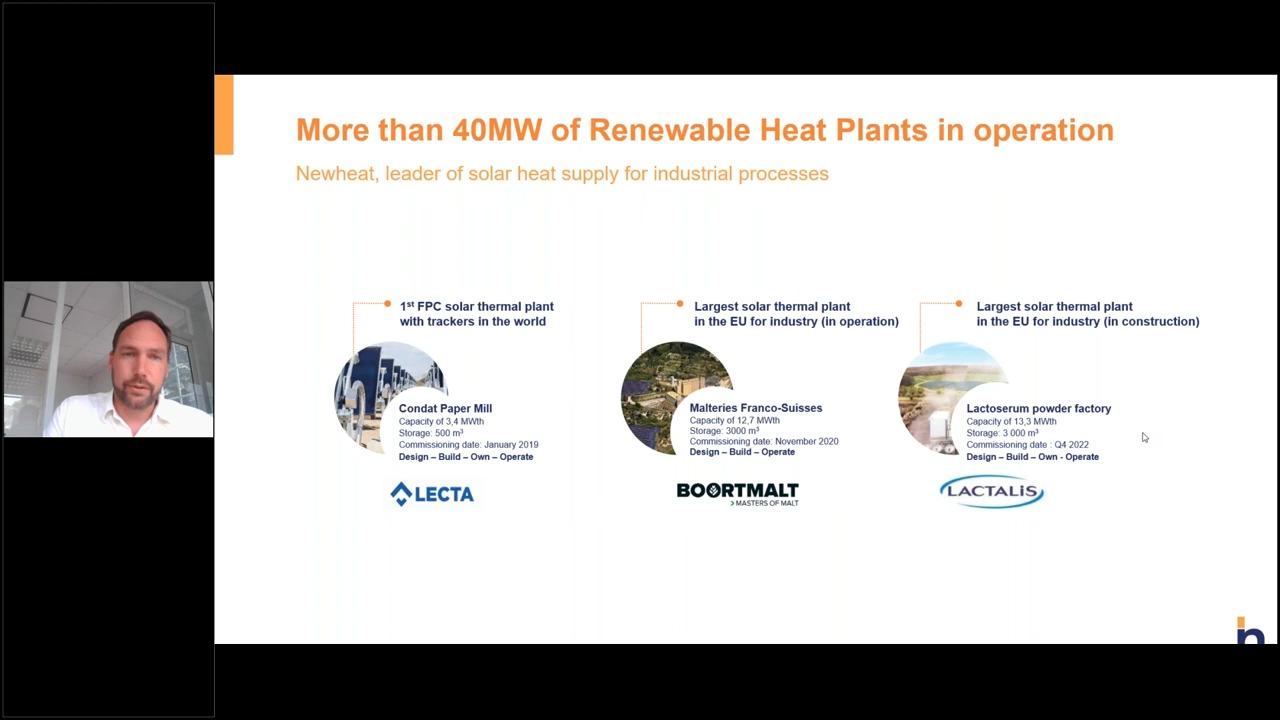 More than 40MW of Renewable Heat Plants in operation
Newheat, leader of solar heat supply for industrial processes
1st FPC solar thermal plant
with trackers in the world
Condat Paper Mill
Capacity of 3,4 MWth
Storage: 500 m³
Commissioning date: January 2019
Design – Build – Own – Operate
LECTA
Largest solar thermal plant
in the EU for industry (in operation)
Malteries Franco-Suisses
Capacity of 12,7 MWth
Storage: 3000 m³
Commissioning date: November 2020
Design – Build – Operate
BOORTMALT
MASTERS OF MALT
Largest solar thermal plant
in the EU for industry (in construction)
Lactoserum powder factory
Capacity of 13,3 MWth
Storage: 3 000 m³
Commissioning date : Q4 2022
Design – Build – Own - Operate
LACTALIS